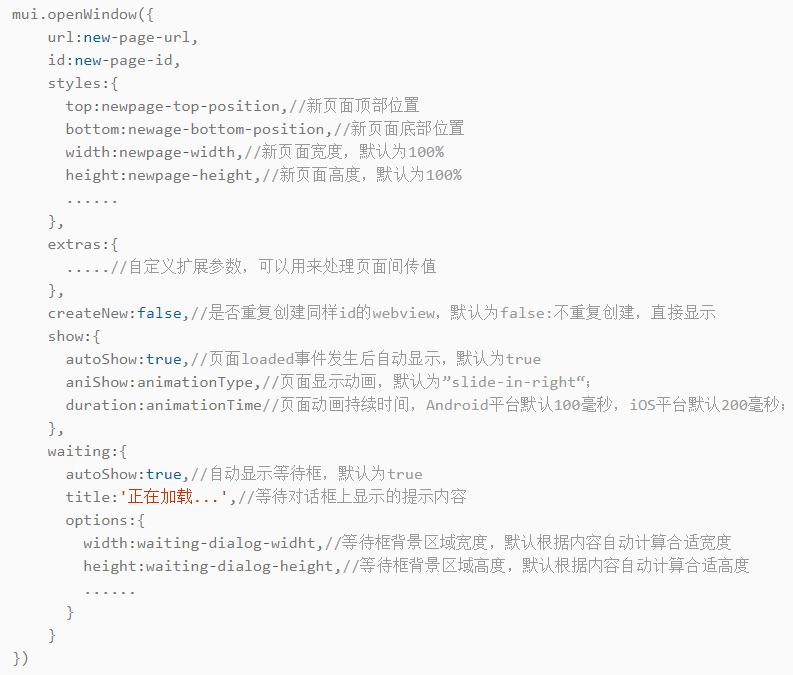 mui.openWindow({
    url:new-page-url,
    id:new-page-id,
    styles:{
      top:newpage-top-position,//新页面顶部位置
      bottom:newage-bottom-position,//新页面底部位置
      width:newpage-width,//新页面宽度，默认为100%
      height:newpage-height,//新页面高度，默认为100%
      ......
    },
    extras:{
      .....//自定义扩展参数，可以用来处理页面间传值
    },
    createNew:false,//是否重复创建同样id的webview，默认为false:不重复创建，直接显示
    show:{
      autoShow:true,//页面loaded事件发生后自动显示，默认为true
      aniShow:animationType,//页面显示动画，默认为”slide-in-right“；
      duration:animationTime//页面动画持续时间，Android平台默认100毫秒，iOS平台默认200毫秒；
    },
    waiting:{
      autoShow:true,//自动显示等待框，默认为true
      title:'正在加载...',//等待对话框上显示的提示内容
      options:{
        width:waiting-dialog-widht,//等待框背景区域宽度，默认根据内容自动计算合适宽度
        height:waiting-dialog-height,//等待框背景区域高度，默认根据内容自动计算合适高度
        ......
      }
    }
})